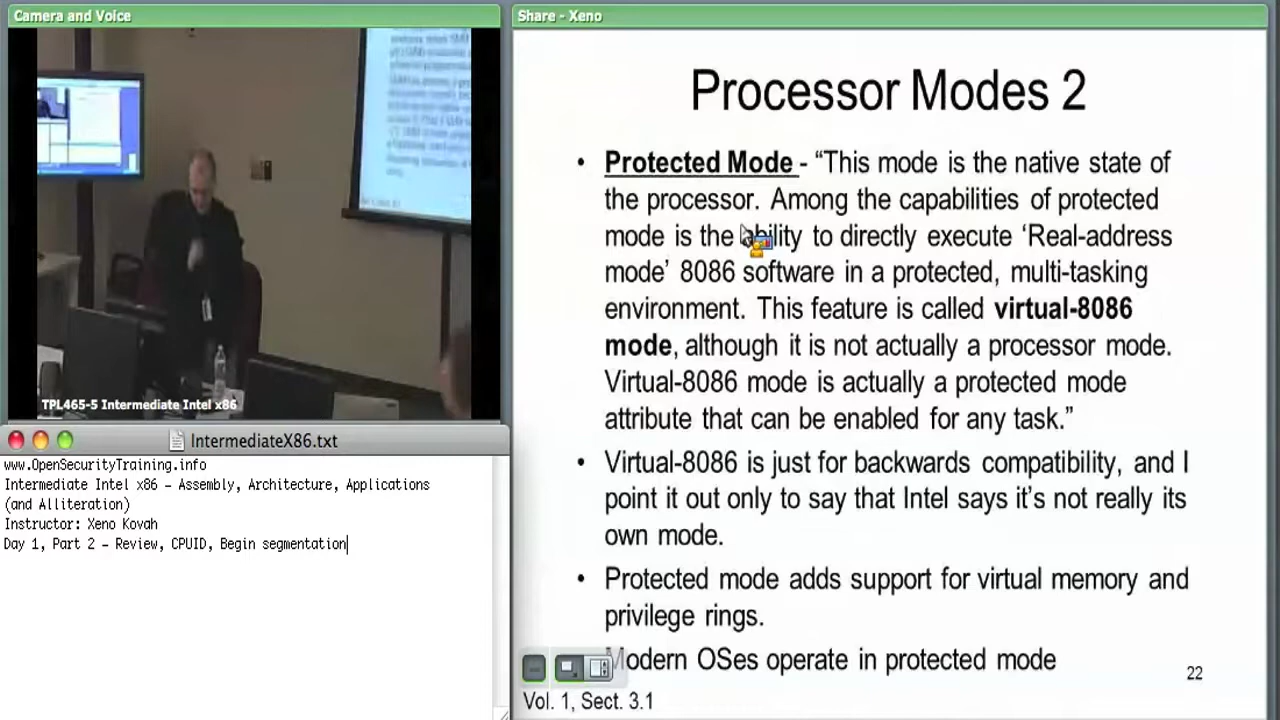 Camera and Voice
TPL465-5 Intermediate Intel x86
IntermediateX86.txt
www.OpenSecurityTraining.info
Intermediate Intel x86 – Assembly, Architecture, Applications
(and Alliteration)
Instructor: Xeno Kovah
Day 1, Part 2 – Review, CPUID, Begin segmentation
Share - Xeno
Processor Modes 2
• Protected Mode - “This mode is the native state of
the processor. Among the capabilities of protected
mode is the ability to directly execute ‘Real-address
mode’ 8086 software in a protected, multi-tasking
environment. This feature is called virtual-8086
mode, although it is not actually a processor mode.
Virtual-8086 mode is actually a protected mode
attribute that can be enabled for any task.”
• Virtual-8086 is just for backwards compatibility, and I
point it out only to say that Intel says it’s not really its
own mode.
• Protected mode adds support for virtual memory and
privilege rings.
Modern OSes operate in protected mode
22
Vol. 1, Sect. 3.1